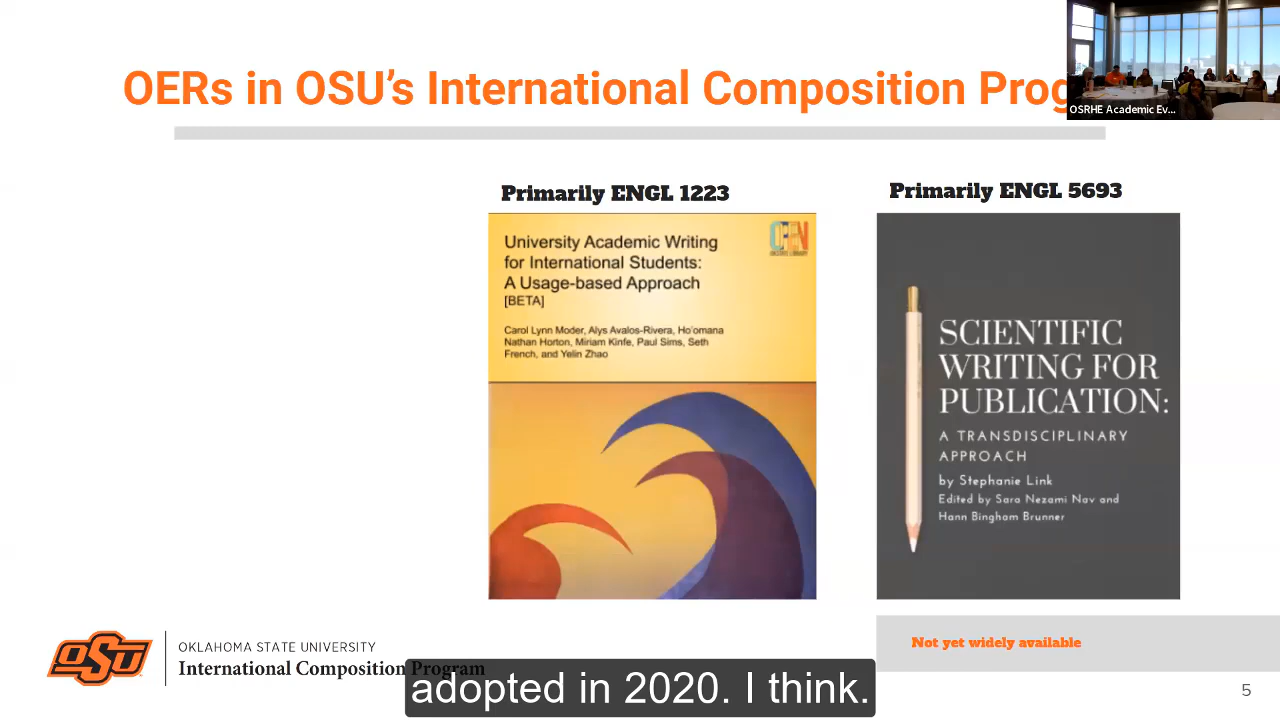 OERs in OSU's International Composition Prog
OSRHE Academic Ev...
Primarily ENGL 1223
Primarily ENGL 5693
University Academic Writing
for International Students:
A Usage-based Approach
[BETA]
Carol Lynn Moder, Alys Avalos-Rivera, Ho'omana
Nathan Horton, Miriam Kinfe, Paul Sims, Seth
French, and Yelin Zhao
OPEN
SCIENTIFIC
WRITING FOR
PUBLICATION:
A TRANSDISCIPLINARY
APPROACH
by Stephanie Link
Edited by Sara Nezami Nav and
Hann Bingham Brunner
Not yet widely available
OSU
OKLAHOMA STATE UNIVERSITY
International Composition Program
adopted in 2020. I think.
5